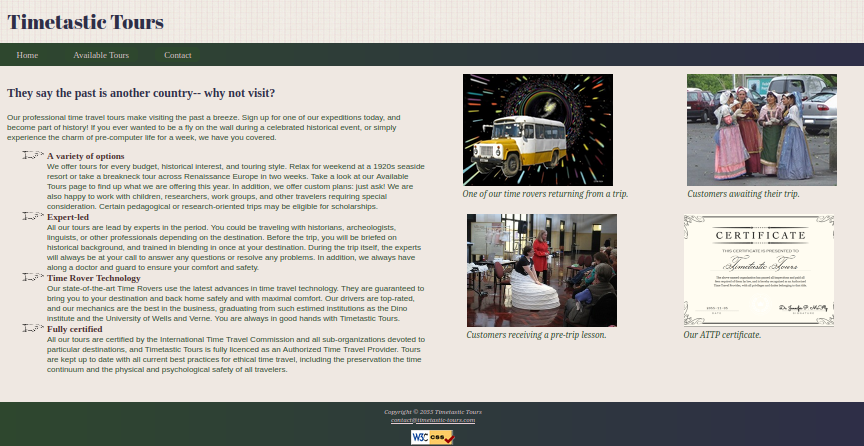 Timetastic Tours
Home Available Tours Contact
They say the past is another country-- why not visit?
Our professional time travel tours make visiting the past a breeze. Sign up for one of our expeditions today, and
become part of history! If you ever wanted to be a fly on the wall during a celebrated historical event, or simply
experience the charm of pre-computer life for a week, we have you covered.
A variety of options
We offer tours for every budget, historical interest, and touring style. Relax for weekend at a 1920s seaside
resort or take a breakneck tour across Renaissance Europe in two weeks. Take a look at our Available
Tours page to find up what we are offering this year. In addition, we offer custom plans: just ask! We are
also happy to work with children, researchers, work groups, and other travelers requiring special
consideration. Certain pedagogical or research-oriented trips may be eligible for scholarships.
Expert-led
All our tours are lead by experts in the period. You could be traveling with historians, archeologists,
linguists, or other professionals depending on the destination. Before the trip, you will be briefed on
historical background, and trained in blending in once at your destination. During the trip itself, the experts
will always be at your call to answer any questions or resolve any problems. In addition, we always have
along a doctor and guard to ensure your comfort and safety.
Time Rover Technology
Our state-of-the-art Time Rovers use the latest advances in time travel technology. They are guaranteed to
bring you to your destination and back home safely and with maximal comfort. Our drivers are top-rated,
and our mechanics are the best in the business, graduating from such estimated institutions as the Dino
Institute and the University of Wells and Verne. You are always in good hands with Timetastic Tours.
Fully certified
All our tours are certified by the International Time Travel Commission and all sub-organizations devoted to
particular destinations, and Timetastic Tours is fully licenced as an Authorized Time Travel Provider. Tours
are kept up to date with all current best practices for ethical time travel, including the preservation the time
continuum and the physical and psychological safety of all travelers.
One of our time rovers returning from a trip.
Customers awaiting their trip.
Customers receiving a pre-trip lesson.
CERTIFICATE
THIS CERTIFICATE IS PRESENTED TO
Timetastic Tours
Our ATTP certificate.
Copyright © 2053 Timetastic Tours
contact@timetastic-tours.com
W3C css